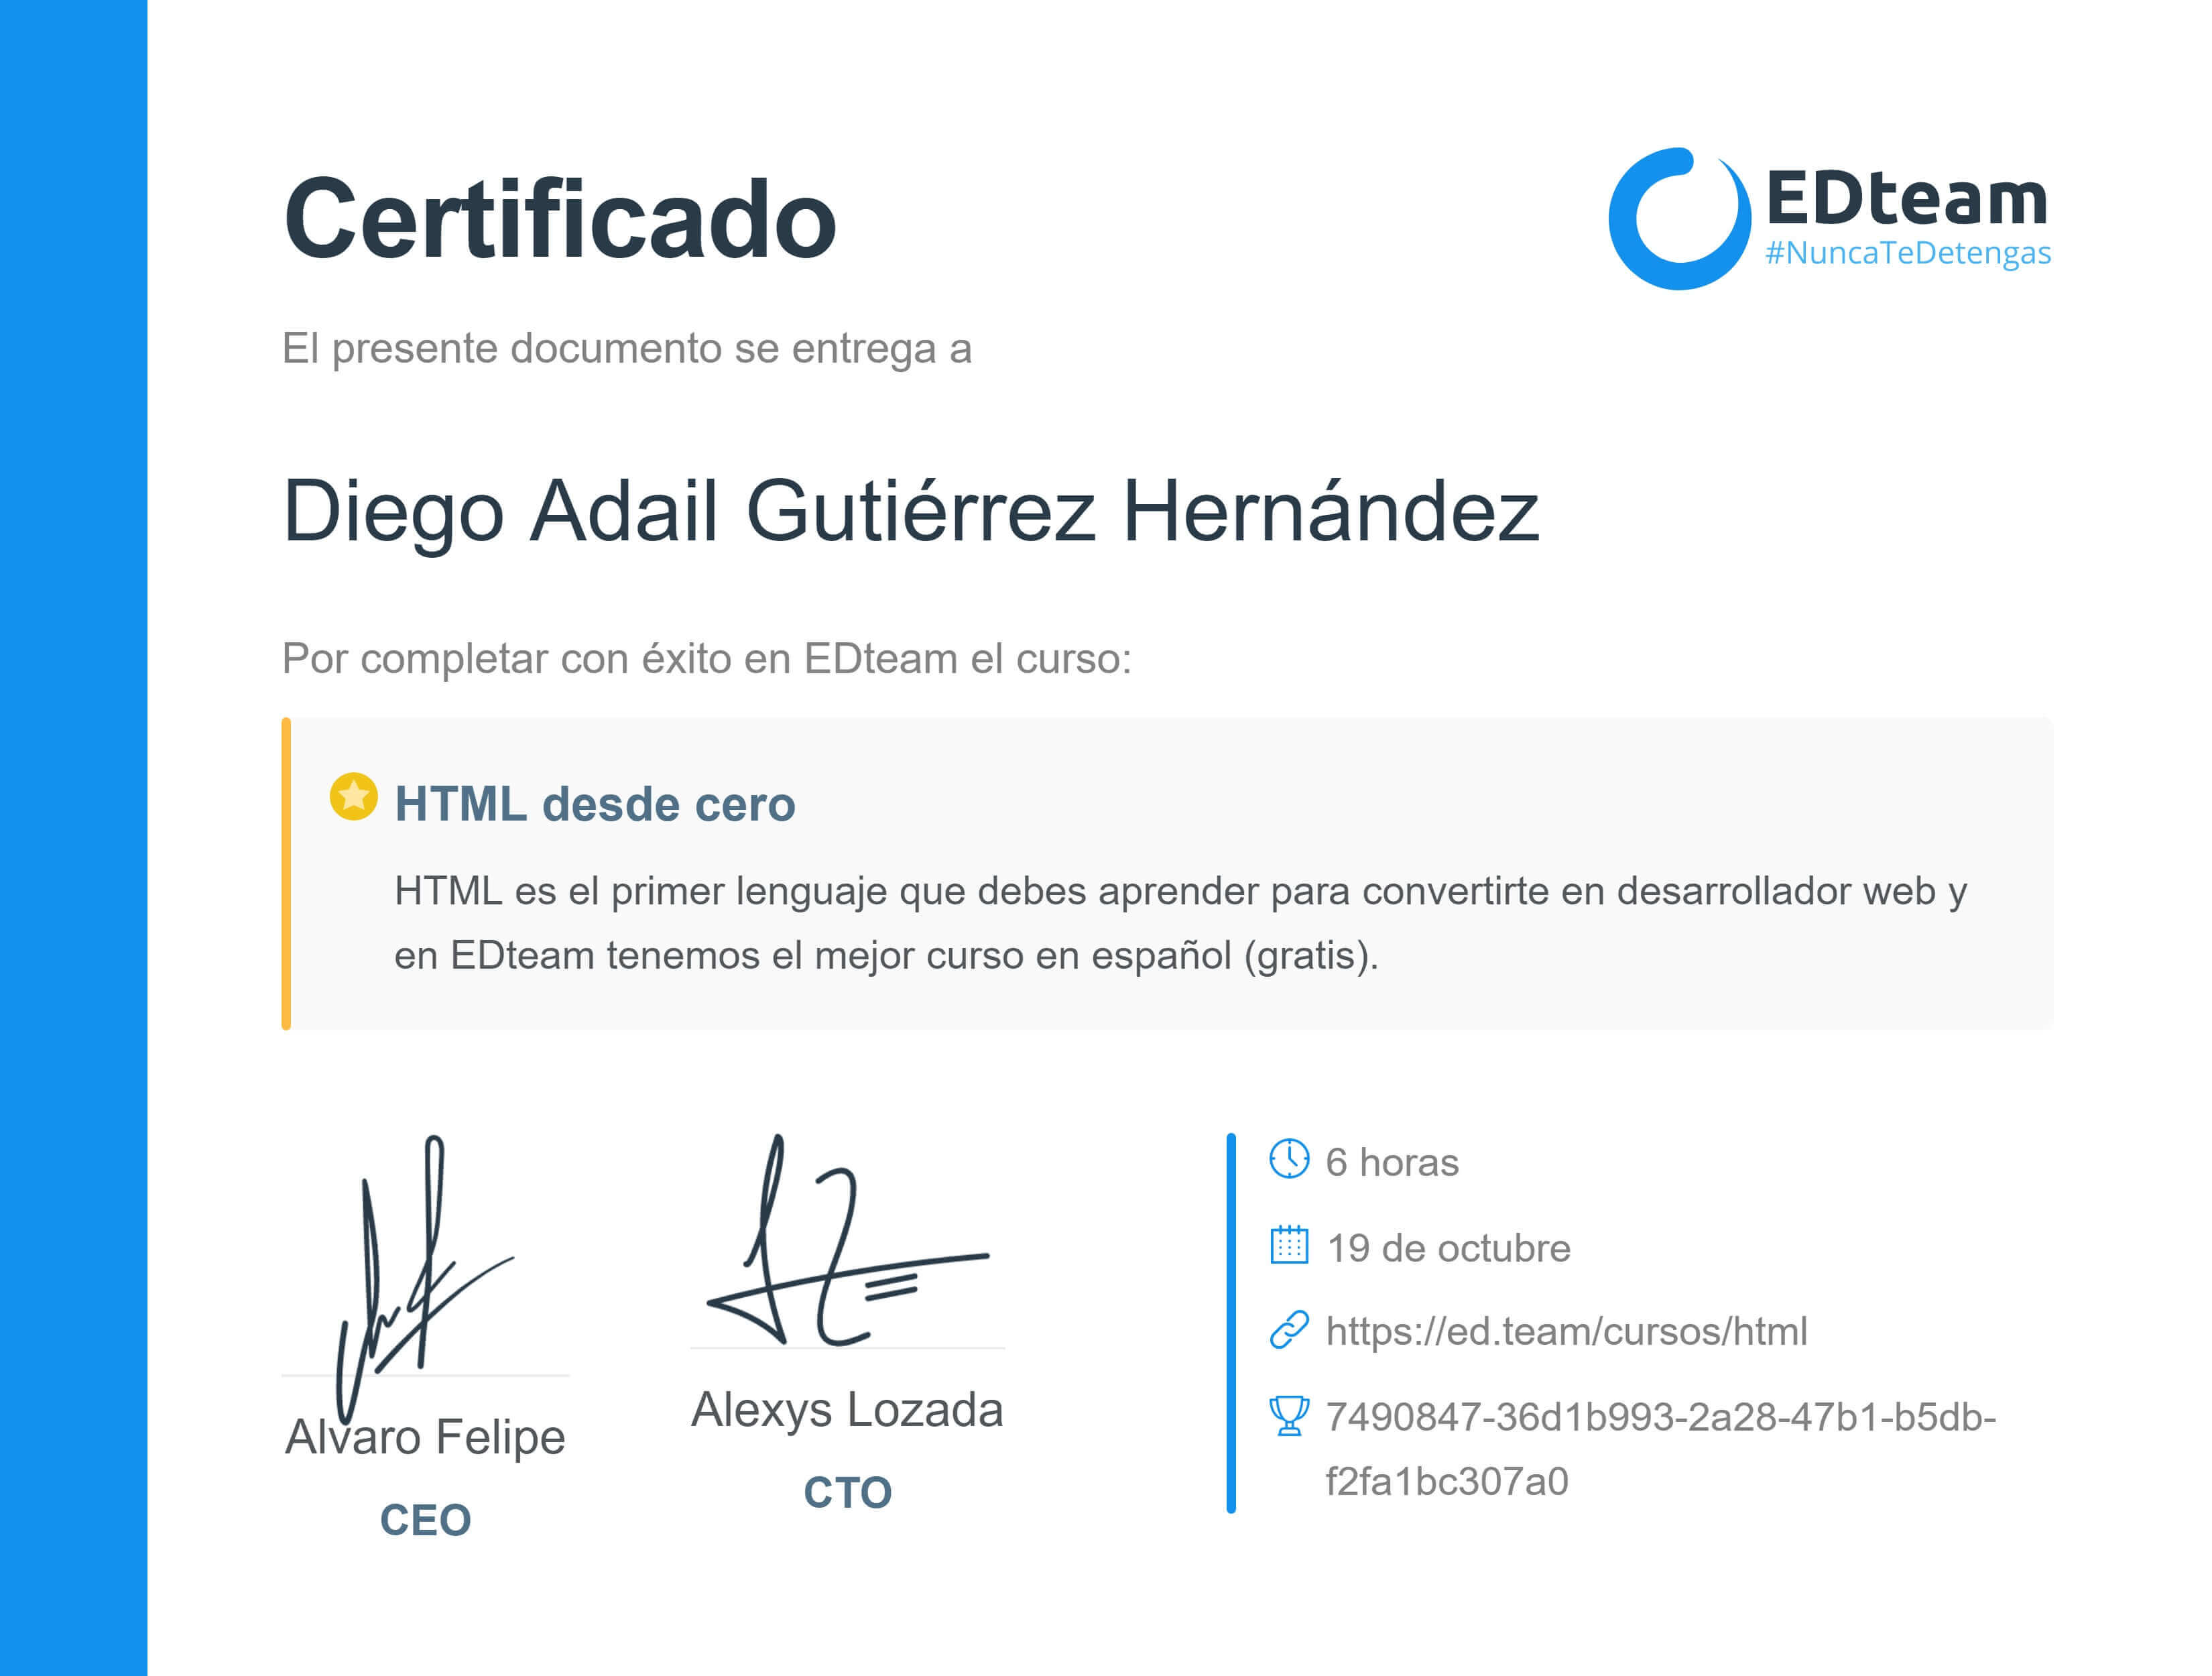 Certificado
EDteam
#NuncaTeDetengas
El presente documento se entrega a
Diego Adail Gutiérrez Hernández
Por completar con éxito en EDteam el curso:
HTML desde cero
HTML es el primer lenguaje que debes aprender para convertirte en desarrollador web y
en EDteam tenemos el mejor curso en español (gratis).
Alvaro Felipe
CEO
Alexys Lozada
CTO
6 horas
19 de octubre
https://ed.team/cursos/html
7490847-36d1b993-2a28-47b1-b5db-
f2fa1bc307a0